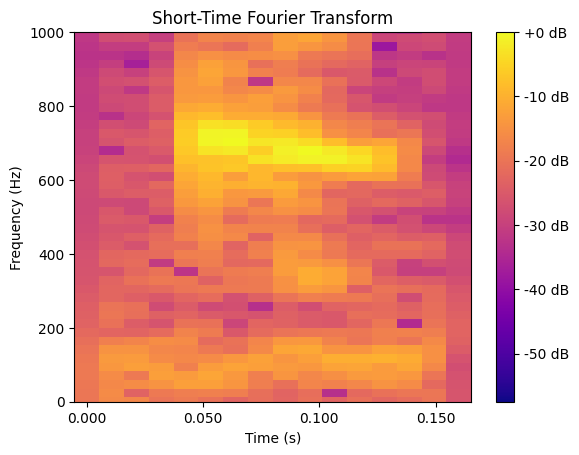 Short-Time Fourier Transform
1000
800
600
400
200
0
Frequency (Hz)
0.000 0.050 0.100 0.150
Time (s)
+0 dB
-10 dB
-20 dB
-30 dB
-40 dB
-50 dB